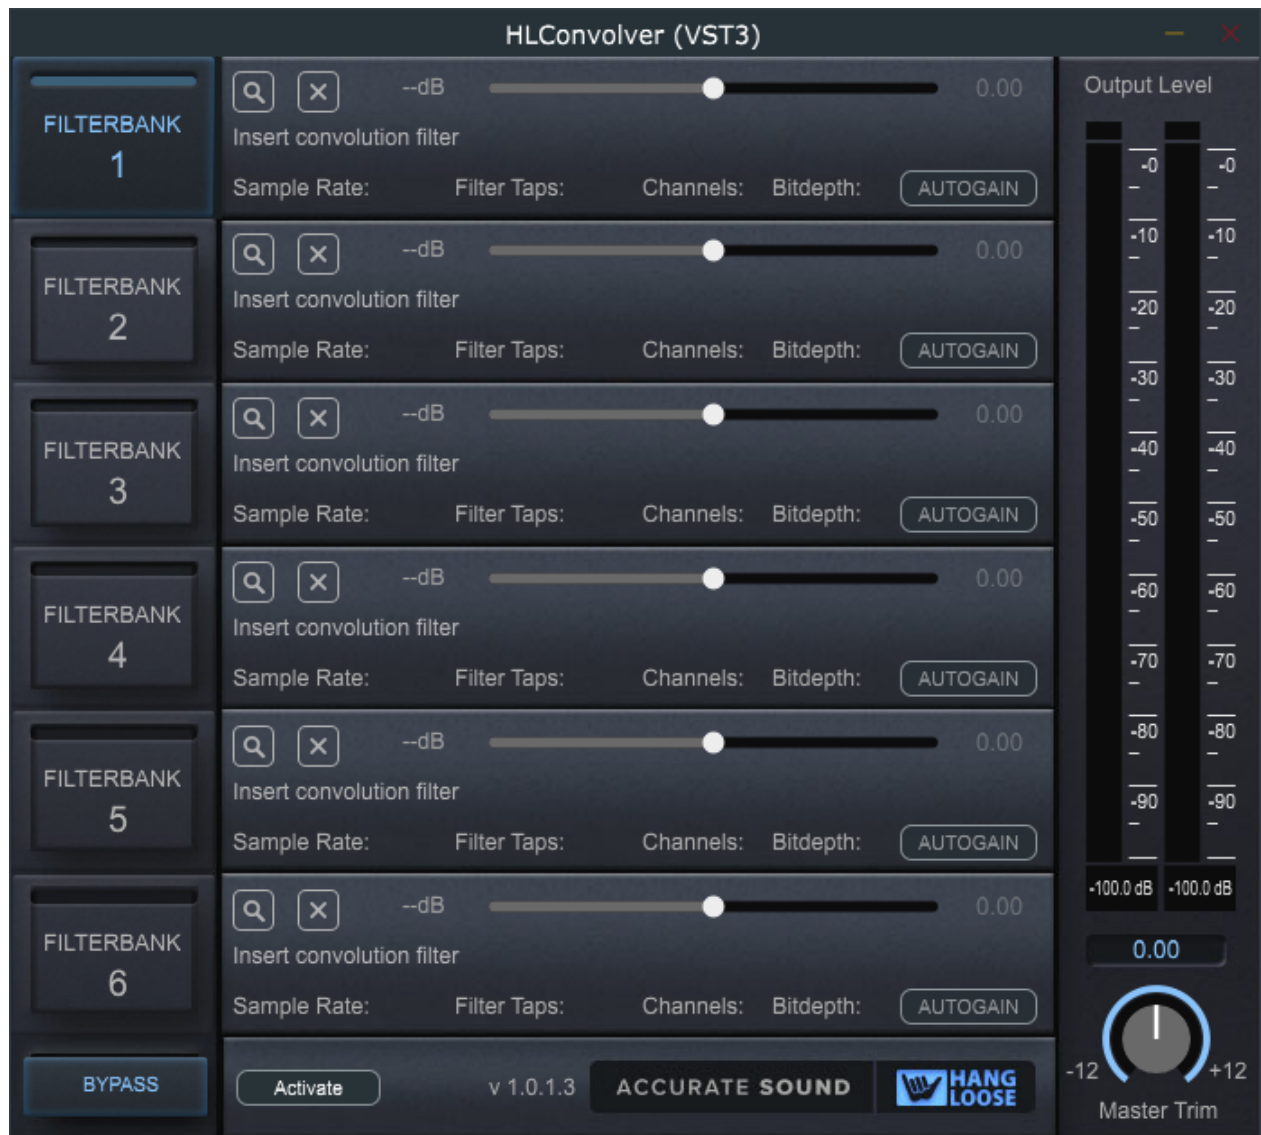 HLConvolver (VST3)
FILTERBANK
1
--dB
0.00
Insert convolution filter
Sample Rate: Filter Taps: Channels: Bitdepth: AUTOGAIN
FILTERBANK
2
--dB
0.00
Insert convolution filter
Sample Rate: Filter Taps: Channels: Bitdepth: AUTOGAIN
FILTERBANK
3
--dB
0.00
Insert convolution filter
Sample Rate: Filter Taps: Channels: Bitdepth: AUTOGAIN
FILTERBANK
4
--dB
0.00
Insert convolution filter
Sample Rate: Filter Taps: Channels: Bitdepth: AUTOGAIN
FILTERBANK
5
--dB
0.00
Insert convolution filter
Sample Rate: Filter Taps: Channels: Bitdepth: AUTOGAIN
FILTERBANK
6
--dB
0.00
Insert convolution filter
Sample Rate: Filter Taps: Channels: Bitdepth: AUTOGAIN
BYPASS
Activate
v 1.0.1.3
ACCURATE SOUND
HANG
LOOSE
Output Level
-0 -0
-10 -10
-20 -20
-30 -30
-40 -40
-50 -50
-60 -60
-70 -70
-80 -80
-90 -90
-100.0 dB -100.0 dB
0.00
-12 +12
Master Trim